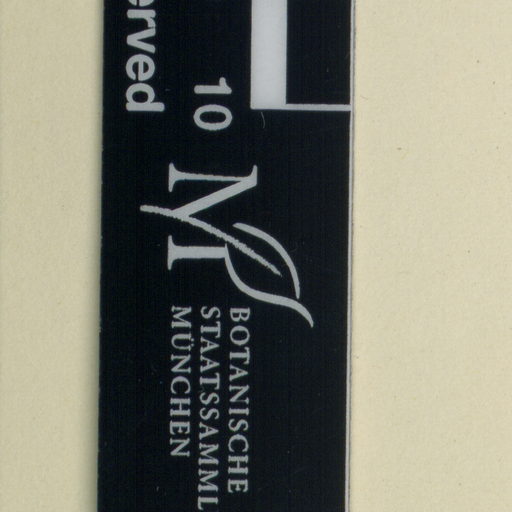 erved
10
BOTANISCHE
STAATSSAMML
MÜNCHEN